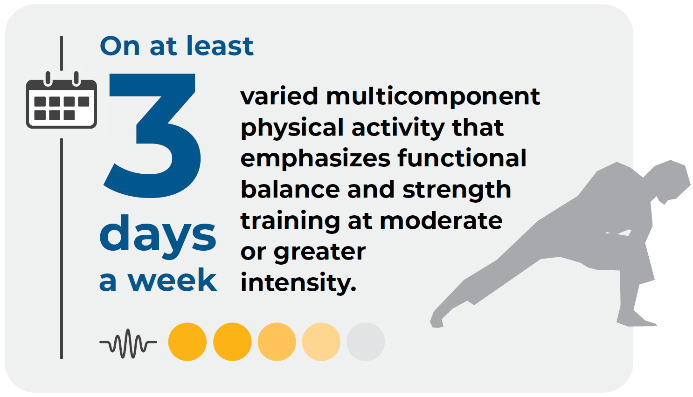 On at least
3
days
a week
varied multicomponent
physical activity that
emphasizes functional
balance and strength
training at moderate
or greater
intensity.